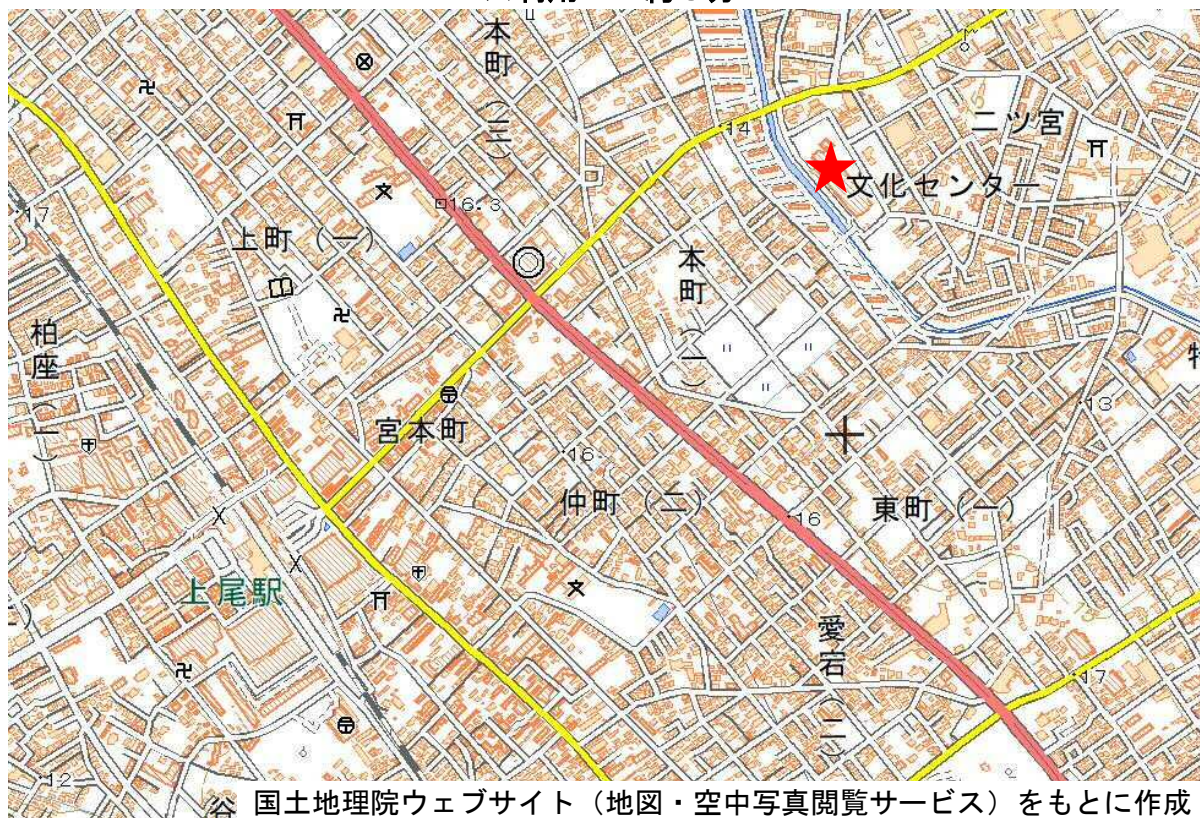 本町（三）
二ツ宮
文化センター
14
17
16.3
上町（一）
本町（一）
柏座（一）
宮本町
13
16
仲町（二）
16
東町（一）
上尾駅
愛宕（二）
17
12
谷
国土地理院ウェブサイト（地図・空中写真閲覧サービス）をもとに作成